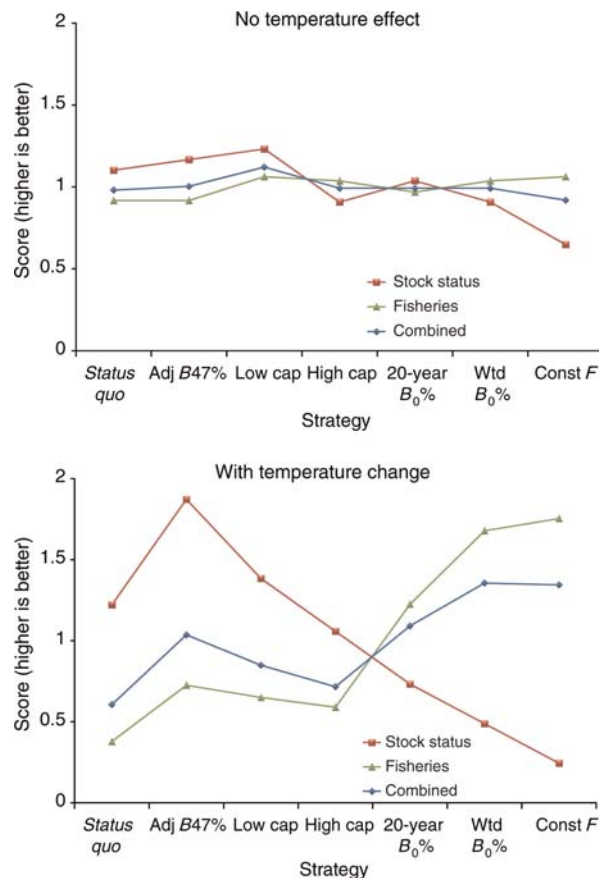 No temperature effect
2
1.5
1
0.5
0
Score (higher is better)
Stock status
Fisheries
Combined
Status quo
Adj B47%
Low cap
High cap
20-year B₀%
Wtd B₀%
Const F
Strategy
With temperature change
2
1.5
1
0.5
0
Score (higher is better)
Stock status
Fisheries
Combined
Status quo
Adj B47%
Low cap
High cap
20-year B₀%
Wtd B₀%
Const F
Strategy